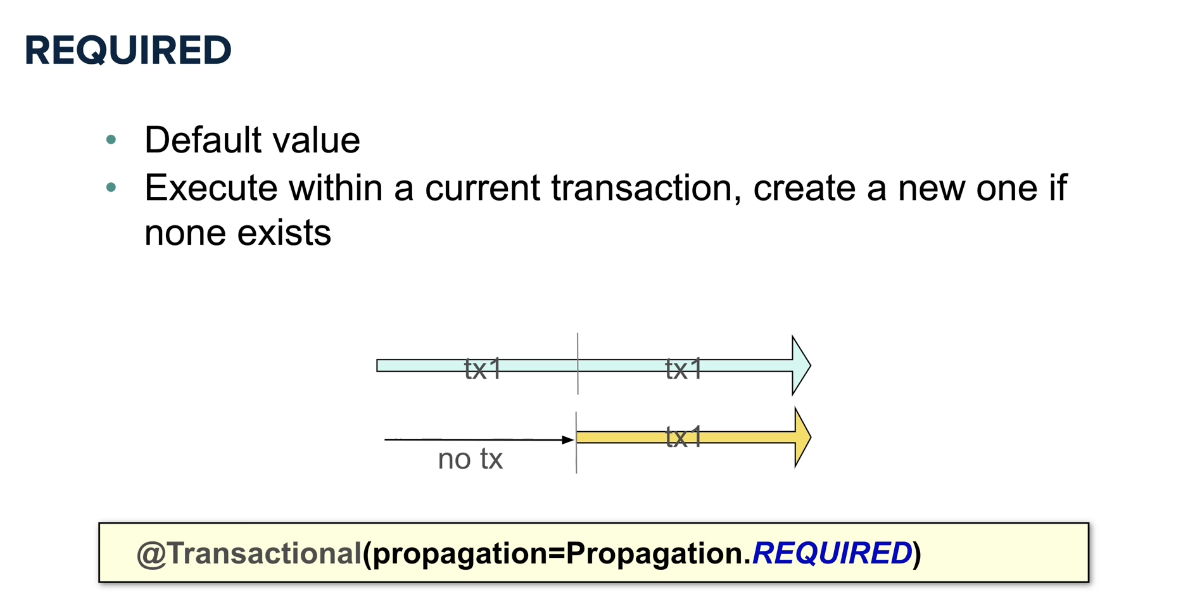 REQUIRED
• Default value
• Execute within a current transaction, create a new one if
none exists
tx1 tx1
tx1
no tx
@Transactional(propagation=Propagation.REQUIRED)